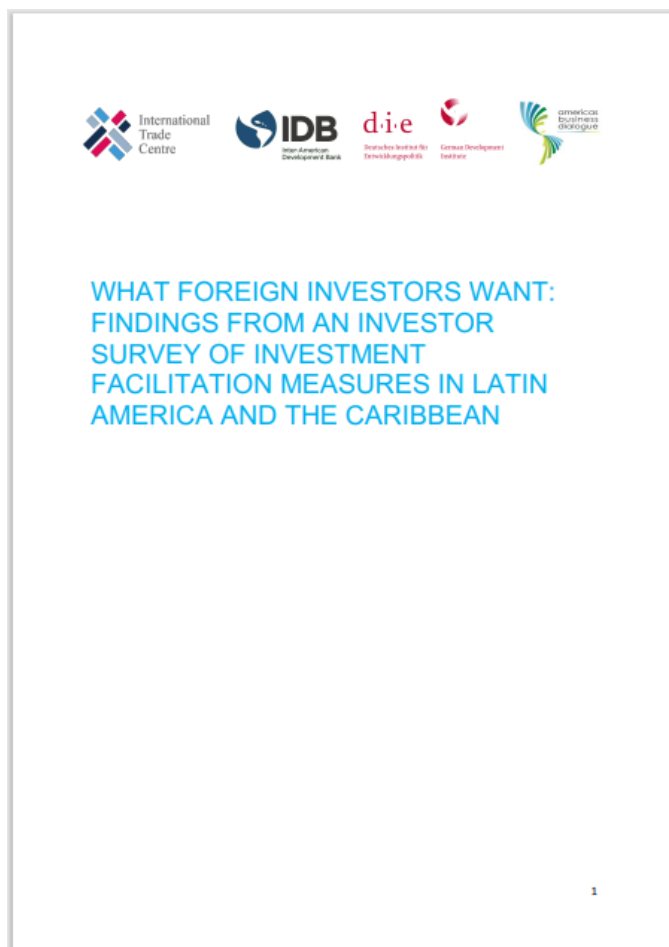 International
Trade
Centre
IDB
Inter-American
Development Bank
d·i·e
Deutsches Institut für
Entwicklungspolitik
German Development
Institute
americas
business
dialogue
WHAT FOREIGN INVESTORS WANT:
FINDINGS FROM AN INVESTOR
SURVEY OF INVESTMENT
FACILITATION MEASURES IN LATIN
AMERICA AND THE CARIBBEAN
1